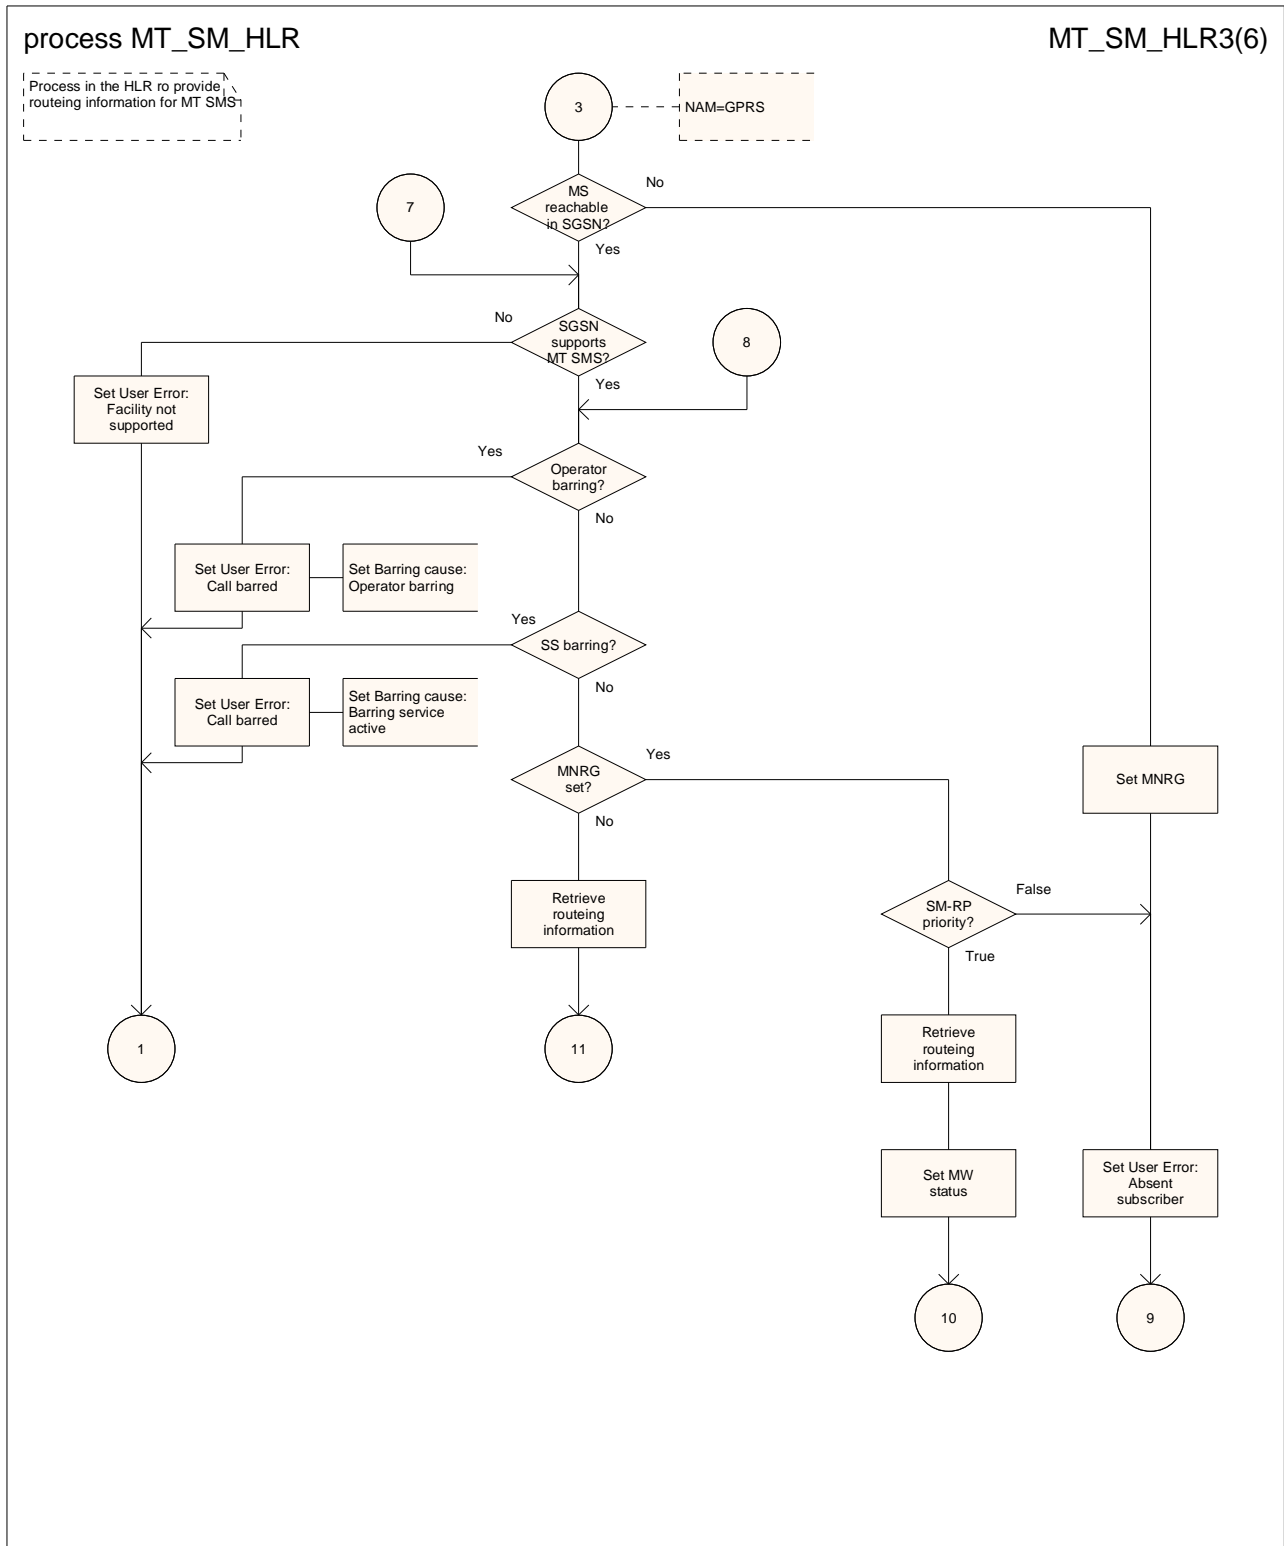 process MT_SM_HLR
MT_SM_HLR3(6)
Process in the HLR ro provide
routeing information for MT SMS
3
NAM=GPRS
MS
reachable
in SGSN?
No
Yes
7
No
SGSN
supports
MT SMS?
Yes
8
Set User Error:
Facility not
supported
Yes
Operator
barring?
No
Set User Error:
Call barred
Set Barring cause:
Operator barring
Yes
SS barring?
No
Set User Error:
Call barred
Set Barring cause:
Barring service
active
MNRG
set?
Yes
No
Set MNRG
Retrieve
routeing
information
SM-RP
priority?
False
True
1
11
Retrieve
routeing
information
Set MW
status
Set User Error:
Absent
subscriber
10
9